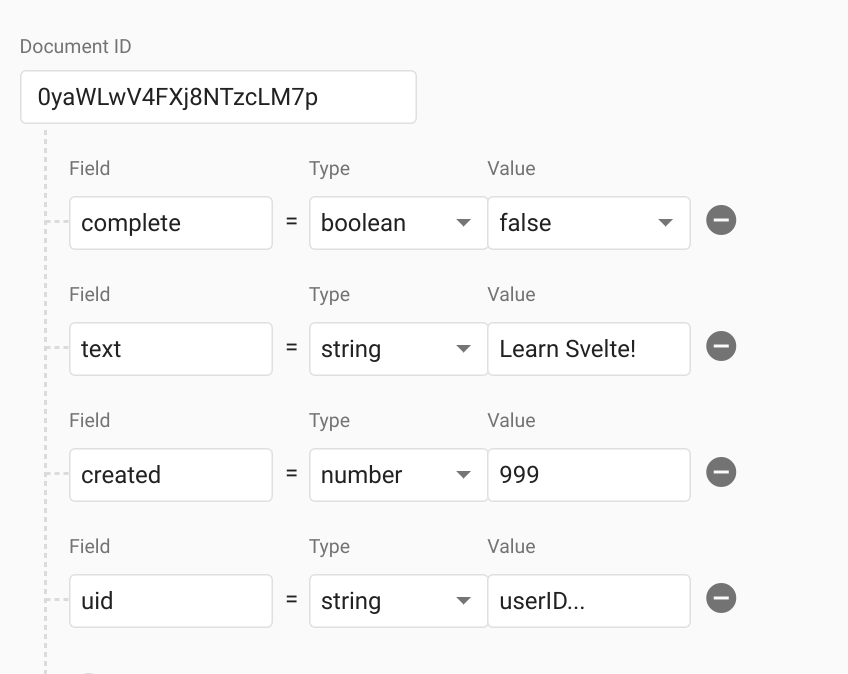 Document ID
0yaWLwV4FXj8NTzcLM7p
Field Type Value
complete = boolean false
Field Type Value
text = string Learn Svelte!
Field Type Value
created = number 999
Field Type Value
uid = string userID...